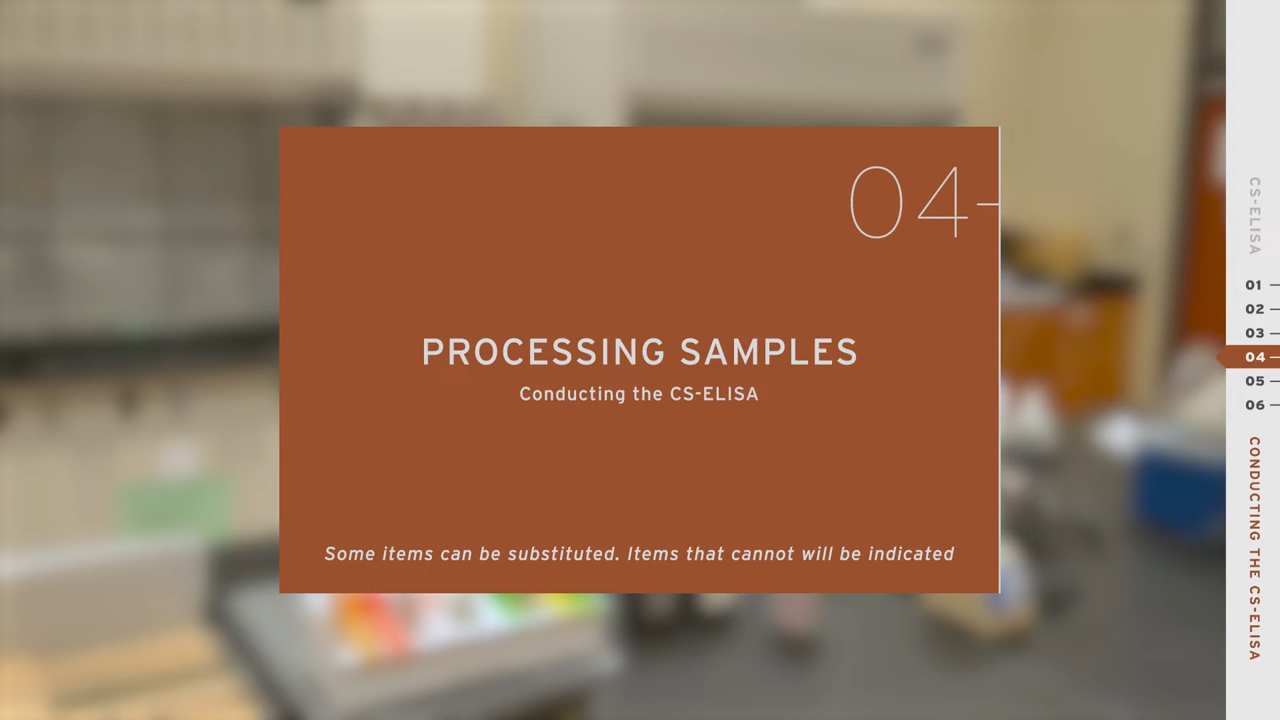 04-
PROCESSING SAMPLES
Conducting the CS-ELISA
Some items can be substituted. Items that cannot will be indicated
CS-ELISA
01
02
03
04
05
06
CONDUCTING THE CS-ELISA